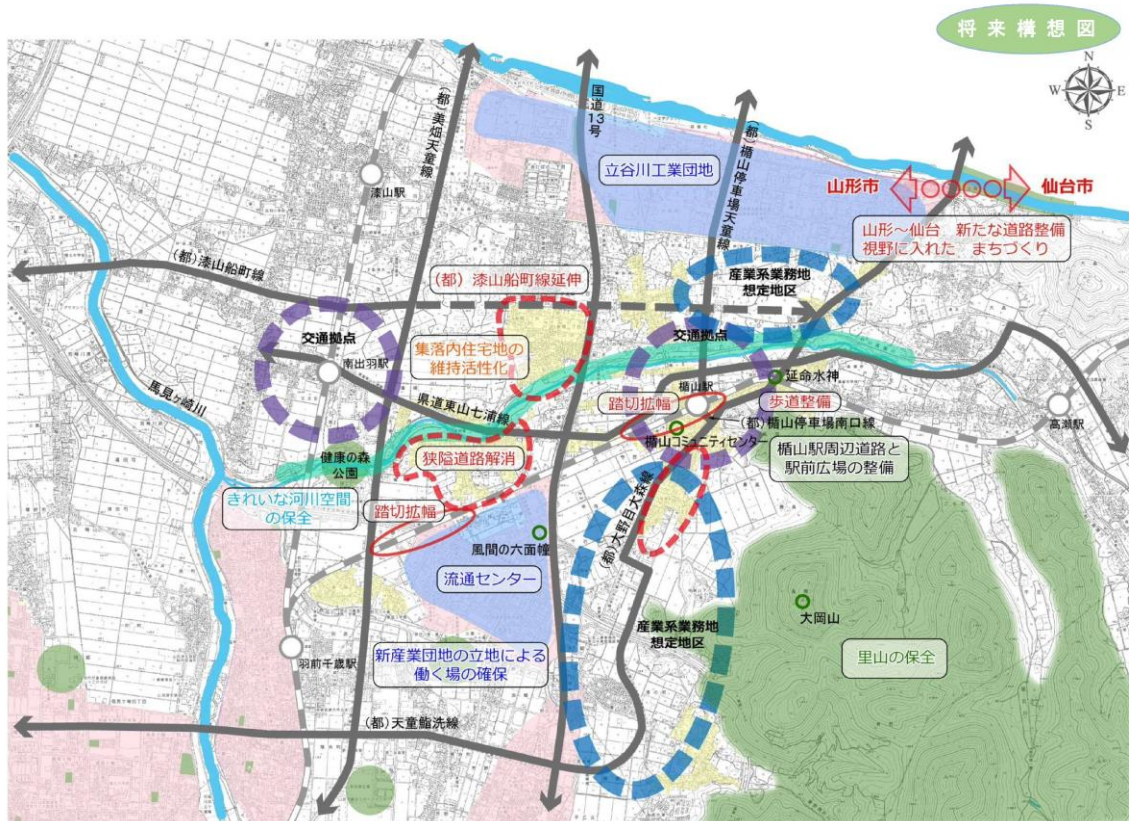 将来構想図
N
W
E
S
(都)美畑天童線
国道13号
(都)楯山停車場天童線
立谷川工業団地
漆山駅
山形市
仙台市
山形～仙台 新たな道路整備
視野に入れた まちづくり
(都)漆山船町線
(都)漆山船町線延伸
産業系業務地
想定地区
交通拠点
交通拠点
南出羽駅
集落内住宅地の
維持活性化
楯山駅
延命水神
馬見ヶ崎川
県道東山七浦線
踏切拡幅
歩道整備
(都)楯山停車場南口線
高瀬駅
楯山コミュニティセンター
健康の森
公園
狭隘道路解消
楯山駅周辺道路と
駅前広場の整備
きれいな河川空間
の保全
踏切拡幅
(都)大野目大森線
風間の六面幢
流通センター
大岡山
産業系業務地
想定地区
羽前千歳駅
新産業団地の立地による
働く場の確保
里山の保全
(都)天童鮨洗線